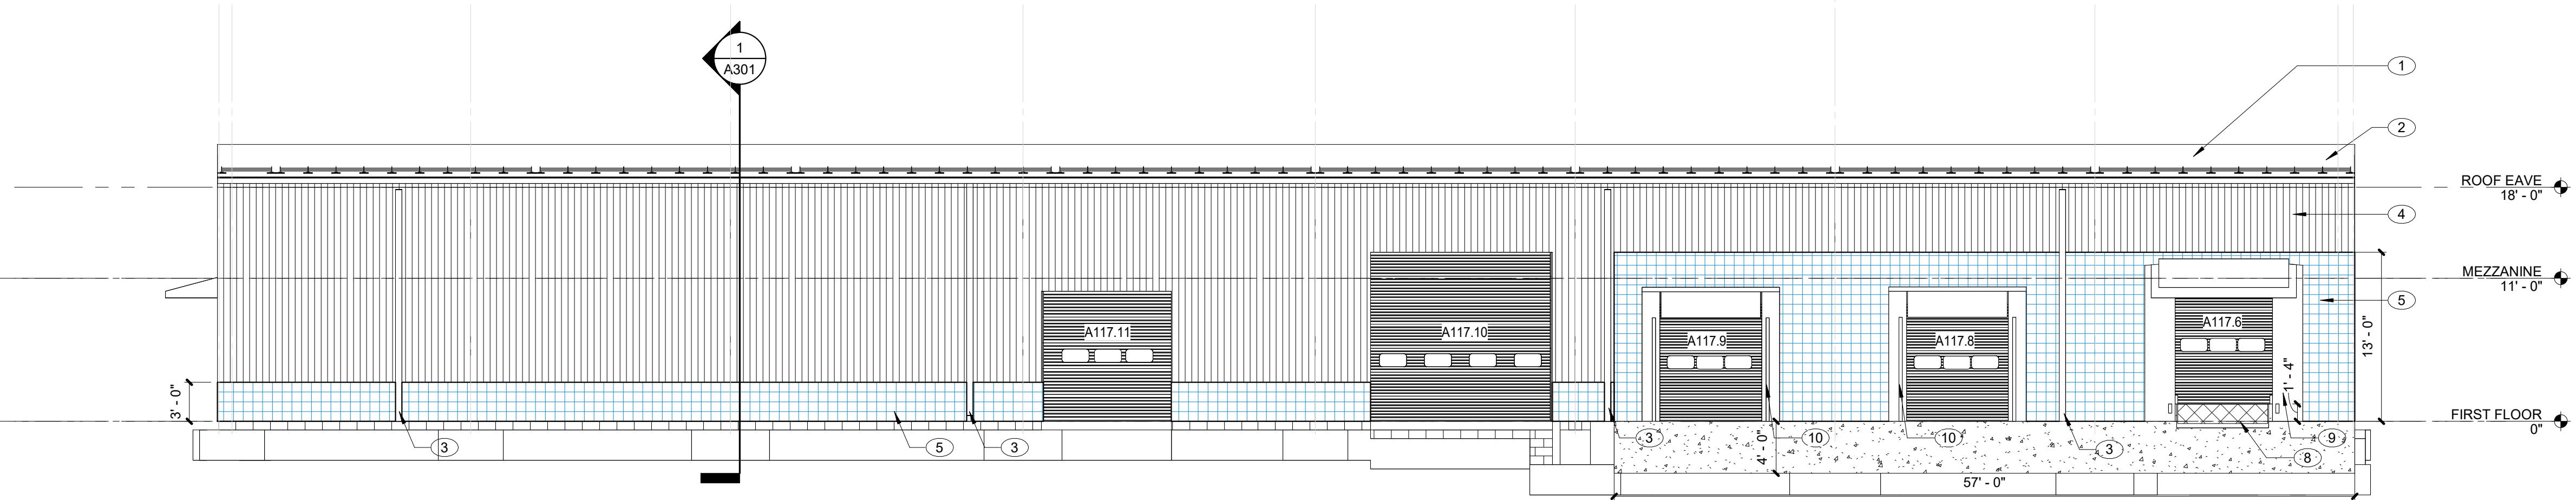 1
A301
1
2
ROOF EAVE
18' - 0"
4
MEZZANINE
11' - 0"
5
A117.11
A117.10
A117.9
A117.8
A117.6
13' - 0"
1' - 4"
3' - 0"
FIRST FLOOR
0"
3
5
3
3
10
4' - 0"
10
3
8
9
57' - 0"